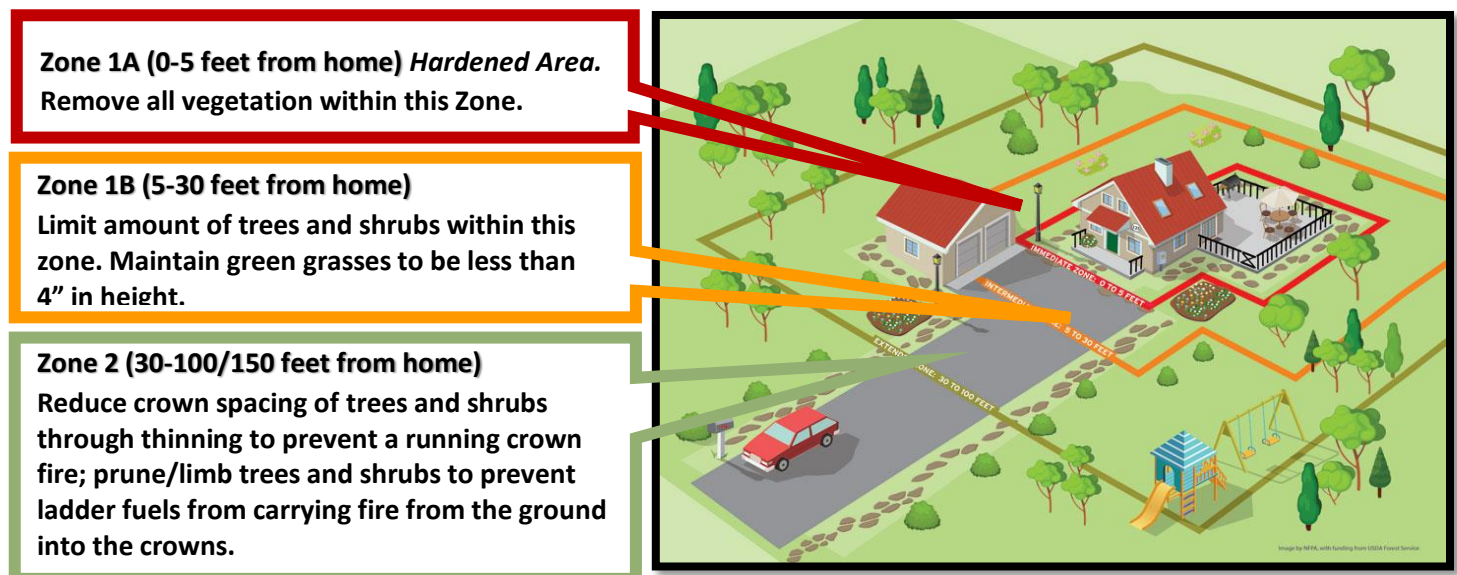 Zone 1A (0-5 feet from home) Hardened Area.
Remove all vegetation within this Zone.
Zone 1B (5-30 feet from home)
Limit amount of trees and shrubs within this
zone. Maintain green grasses to be less than
4” in height.
Zone 2 (30-100/150 feet from home)
Reduce crown spacing of trees and shrubs
through thinning to prevent a running crown
fire; prune/limb trees and shrubs to prevent
ladder fuels from carrying fire from the ground
into the crowns.
IMMEDIATE ZONE: 0 TO 5 FEET
INTERMEDI : 5 TO 30 FEET
EXTEND ONE: 30 TO 100 FEET
Image by NFPA, with funding from USDA Forest Service